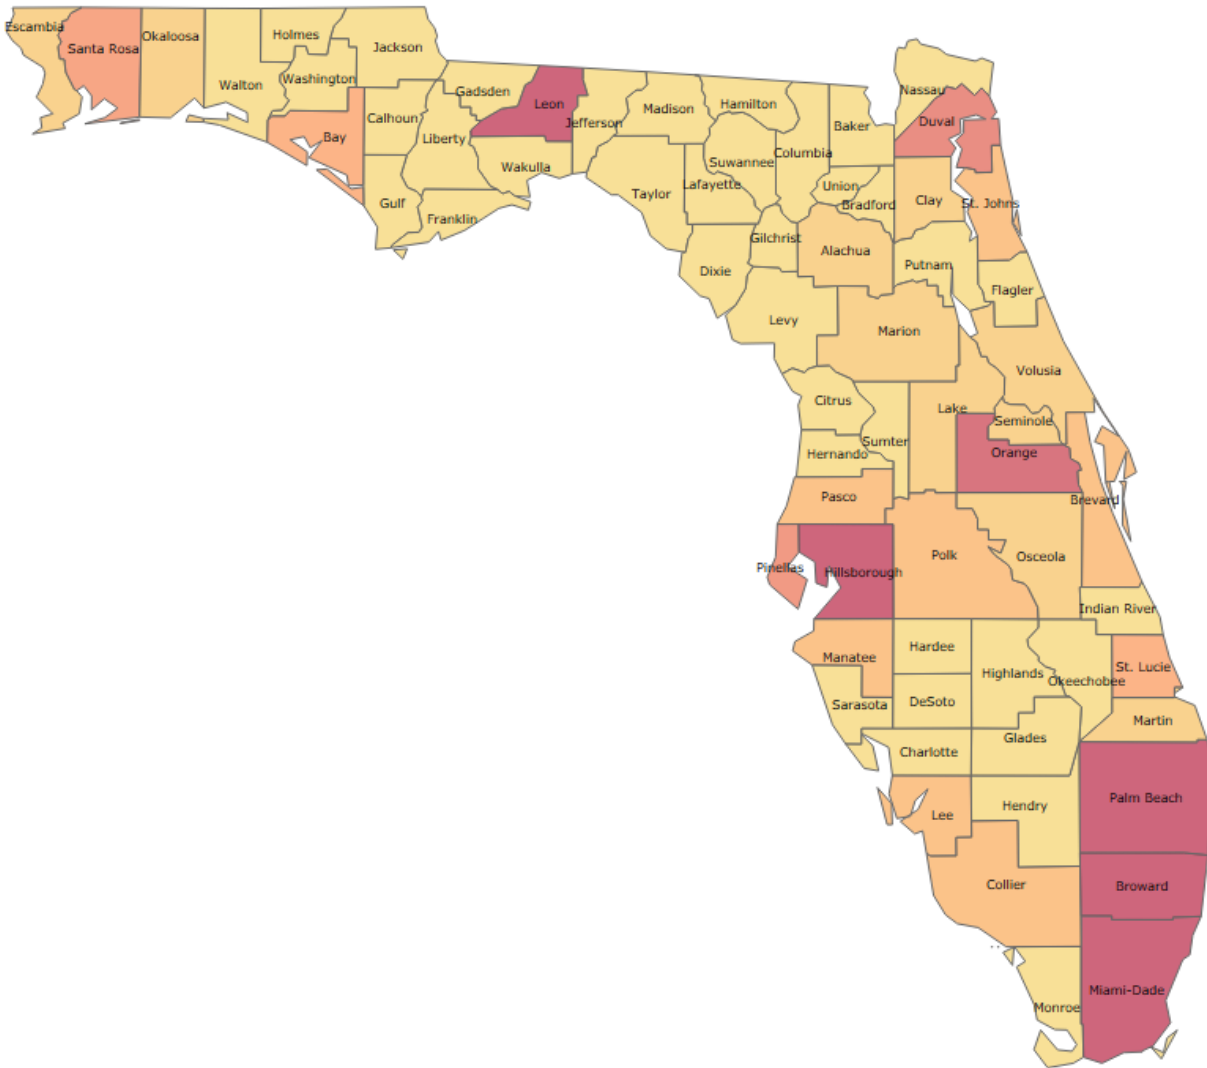 Escambia
Santa Rosa
Okaloosa
Walton
Holmes
Washington
Jackson
Bay
Calhoun
Gulf
Liberty
Gadsden
Leon
Wakulla
Franklin
Jefferson
Madison
Taylor
Hamilton
Suwannee
Lafayette
Dixie
Columbia
Gilchrist
Levy
Baker
Union
Bradford
Alachua
Nassau
Duval
Clay
St. Johns
Putnam
Flagler
Marion
Volusia
Citrus
Sumter
Hernando
Lake
Seminole
Orange
Brevard
Pasco
Pinellas
Hillsborough
Polk
Osceola
Indian River
Manatee
Hardee
Highlands
Okeechobee
St. Lucie
Sarasota
DeSoto
Martin
Charlotte
Glades
Lee
Hendry
Palm Beach
Collier
Broward
Miami-Dade
Monroe